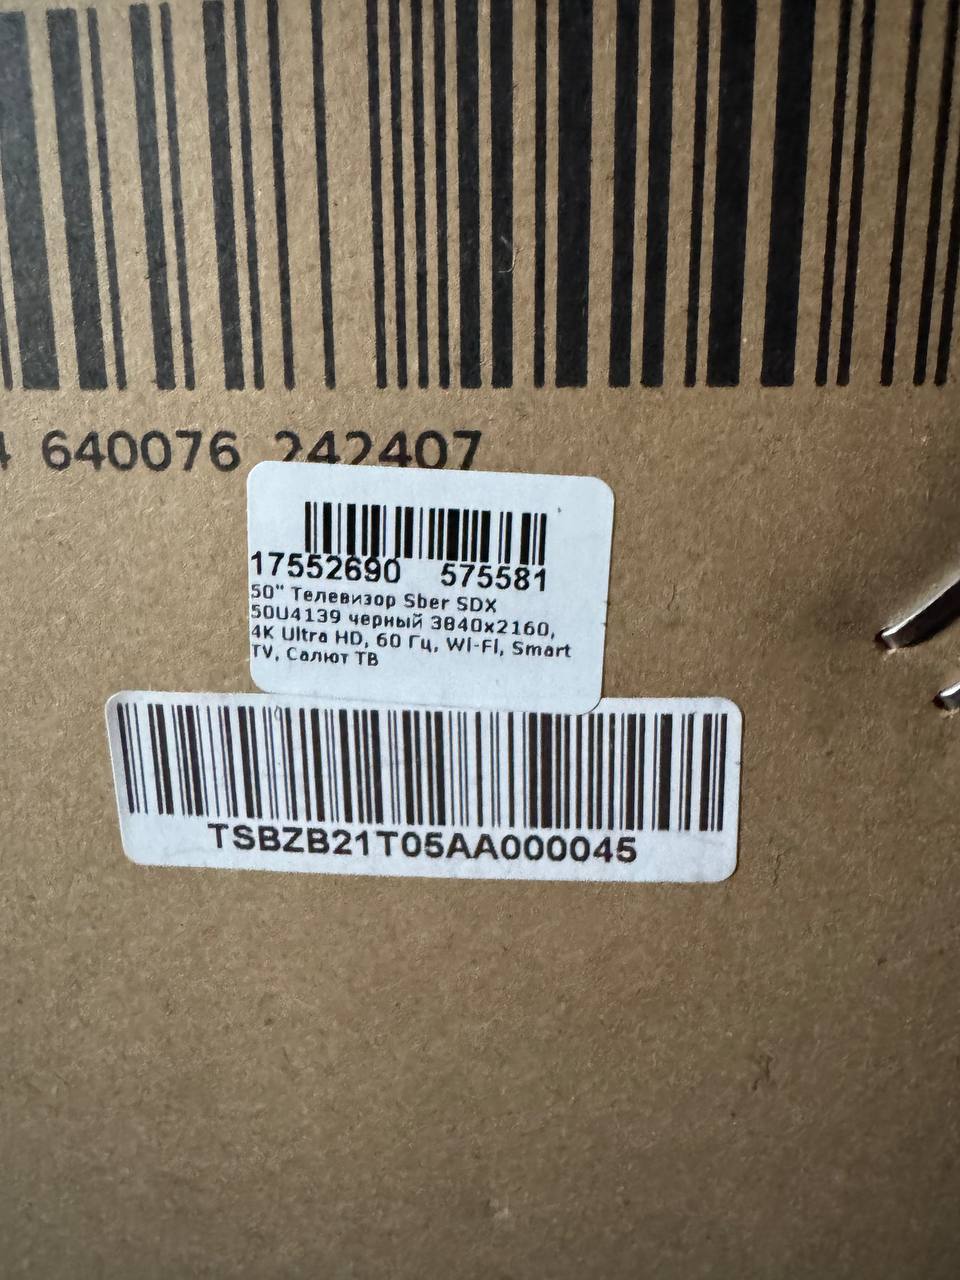 4 640076 242407
17552690 575581
50" Телевизор Sber SDX
50U4139 черный 3840x2160,
4K Ultra HD, 60 Гц, Wi-Fi, Smart
TV, Салют ТВ
TSBZB21T05AA000045